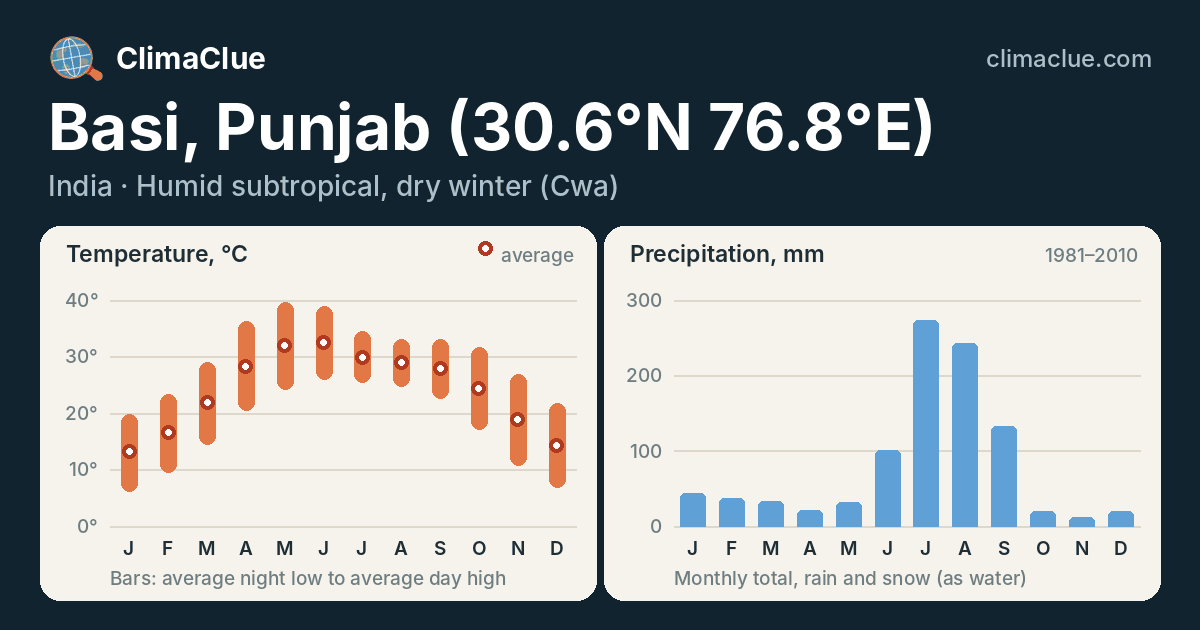 ClimaClue
climaclue.com
Basi, Punjab (30.6°N 76.8°E)
India · Humid subtropical, dry winter (Cwa)
Temperature, °C
average
40°
30°
20°
10°
0°
J F M A M J J A S O N D
Bars: average night low to average day high
Precipitation, mm
1981–2010
300
200
100
0
J F M A M J J A S O N D
Monthly total, rain and snow (as water)